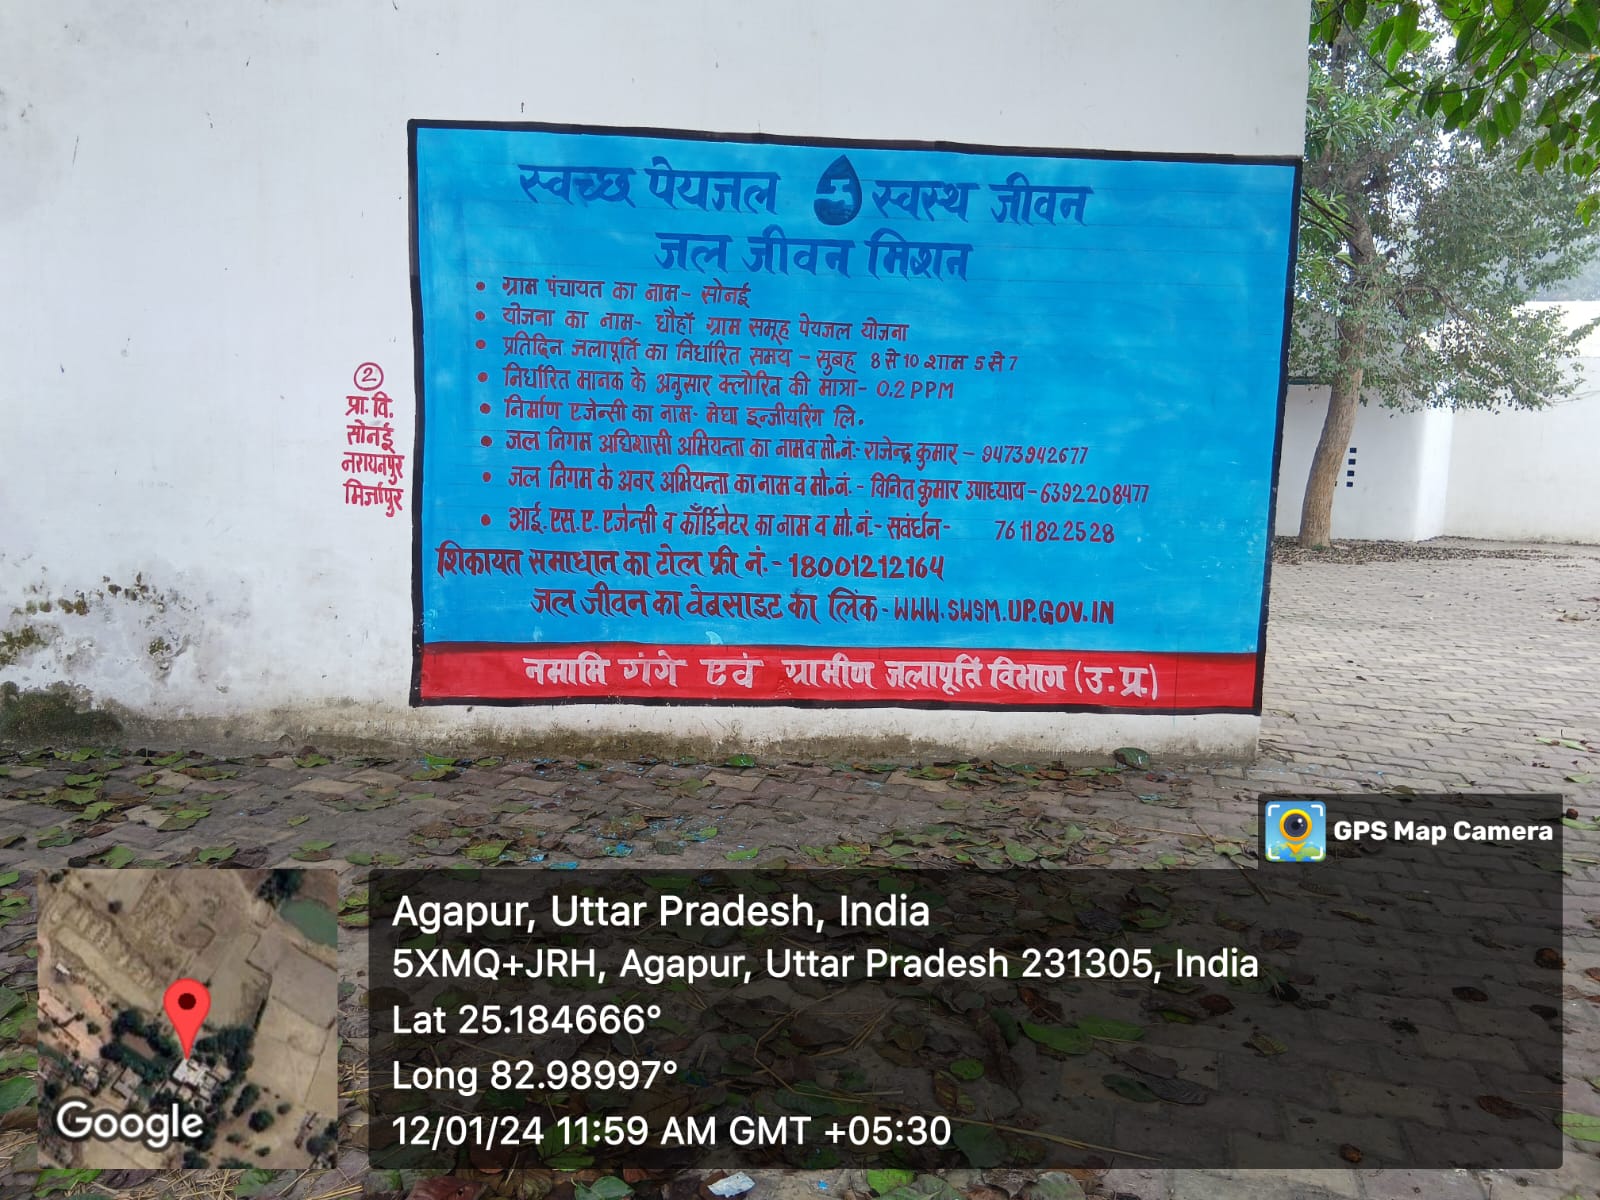 स्वच्छ पेयजल स्वस्थ जीवन
जल जीवन मिशन
• ग्राम पंचायत का नाम- सोनई
• योजना का नाम- धौहाॅ ग्राम समूह पेयजल योजना
• प्रतिदिन जलापूर्ति का निर्धारित समय - सुबह 8 से 10 शाम 5 से 7
• निर्धारित मानक के अनुसार क्लोरिन की मात्रा- 0.2 PPM
• निर्माण एजेन्सी का नाम- मेघा इन्जीयरिंग लि.
• जल निगम अधिशासी अभियन्ता का नाम व मो.नं:- राजेन्द्र कुमार - 9473942677
• जल निगम के अवर अभियन्ता का नाम व मो.नं.- विनित कुमार उपाध्याय-6392208477
• आई.एस.ए. एजेन्सी व काॅर्डिनेटर का नाम व मो.नं:- सवंर्धन- 7611822528
शिकायत समाधान का टोल फ्री नं:- 18001212164
जल जीवन का वेबसाइट का लिंक- WWW.SWSM.UP.GOV.IN
नमामि गंगे एवं ग्रामीण जलापूर्ति विभाग (उ.प्र.)
2
प्रा.वि.
सोनई
नरायनपुर
मिर्जापुर
GPS Map Camera
Agapur, Uttar Pradesh, India
5XMQ+JRH, Agapur, Uttar Pradesh 231305, India
Lat 25.184666°
Long 82.98997°
12/01/24 11:59 AM GMT +05:30
Google